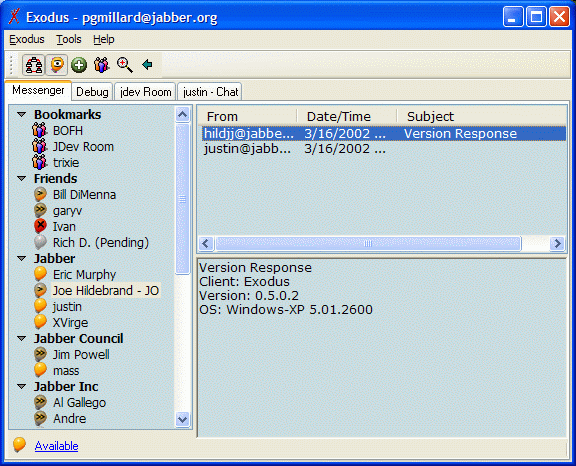 Exodus - pgmillard@jabber.org
Exodus Tools Help
Messenger Debug jdev Room justin - Chat
Bookmarks
BOFH
JDev Room
trixie
Friends
Bill DiMenna
garyv
Ivan
Rich D. (Pending)
Jabber
Eric Murphy
Joe Hildebrand - JO
justin
XVirge
Jabber Council
Jim Powell
mass
Jabber Inc
Al Gallego
Andre
From Date/Time Subject
hildjj@jabbe... 3/16/2002 ... Version Response
justin@jabb... 3/16/2002 ...
Version Response
Client: Exodus
Version: 0.5.0.2
OS: Windows-XP 5.01.2600
Available